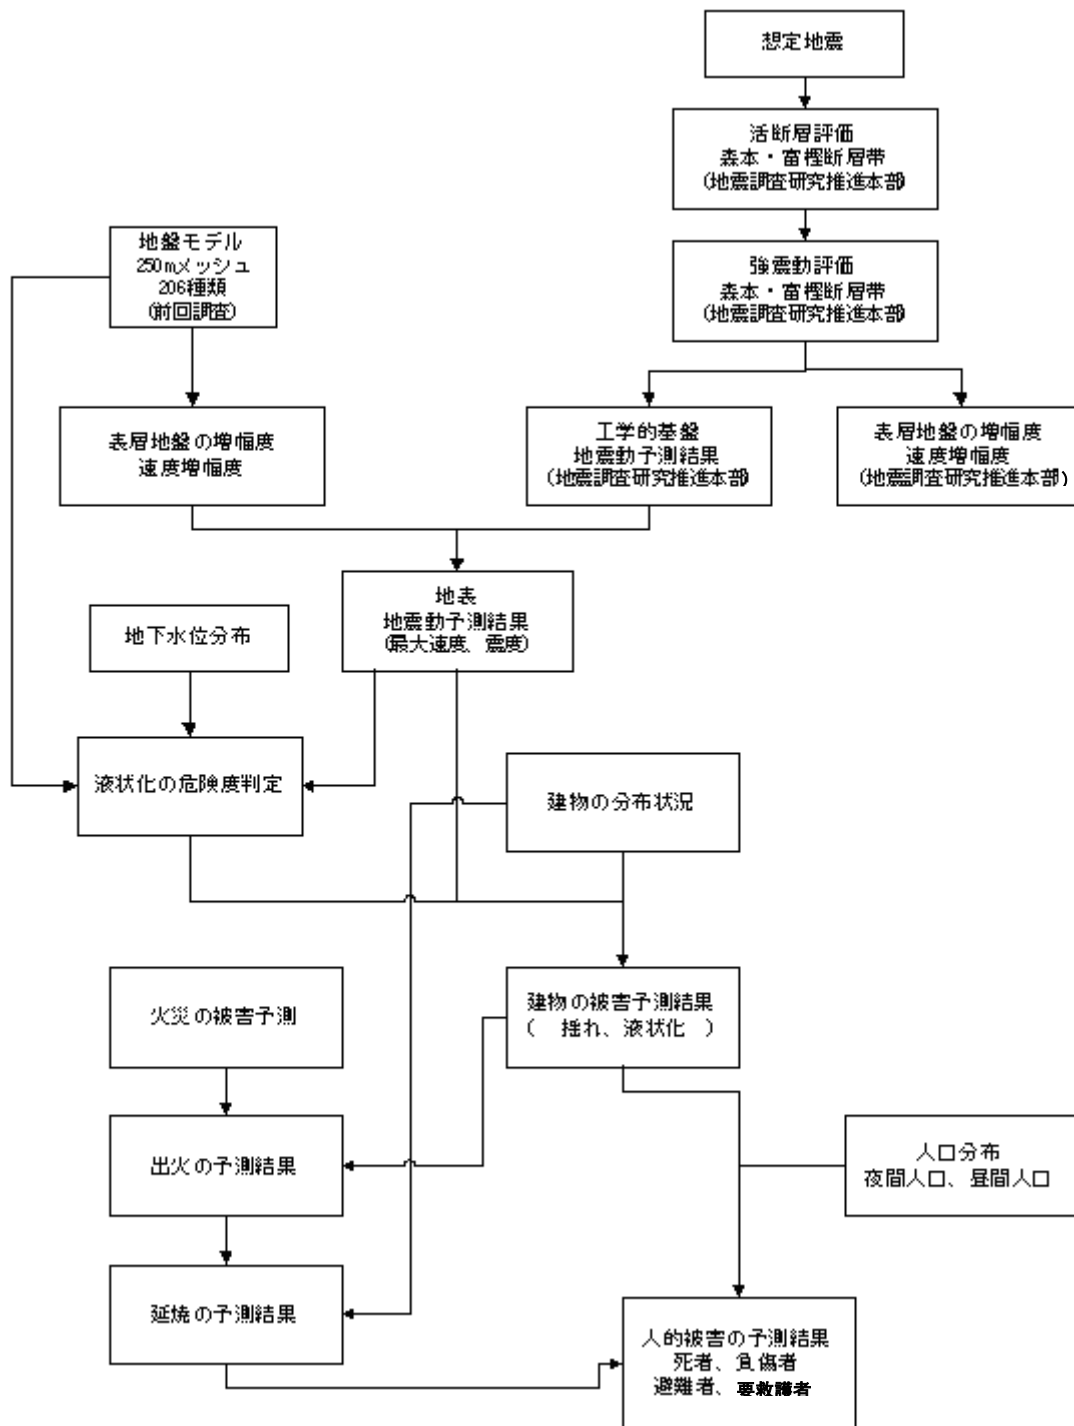 想定地震
活断層評価
森本・富樫断層帯
(地震調査研究推進本部)
地盤モデル
250mメッシュ
206種類
(前回調査)
強震動評価
森本・富樫断層帯
(地震調査研究推進本部)
表層地盤の増幅度
速度増幅度
工学的基盤
地震動予測結果
(地震調査研究推進本部)
表層地盤の増幅度
速度増幅度
(地震調査研究推進本部)
地表
地震動予測結果
(最大速度、震度)
地下水位分布
液状化の危険度判定
建物の分布状況
火災の被害予測
建物の被害予測結果
( 揺れ、液状化 )
出火の予測結果
人口分布
夜間人口、昼間人口
延焼の予測結果
人的被害の予測結果
死者、負傷者
避難者、要救護者